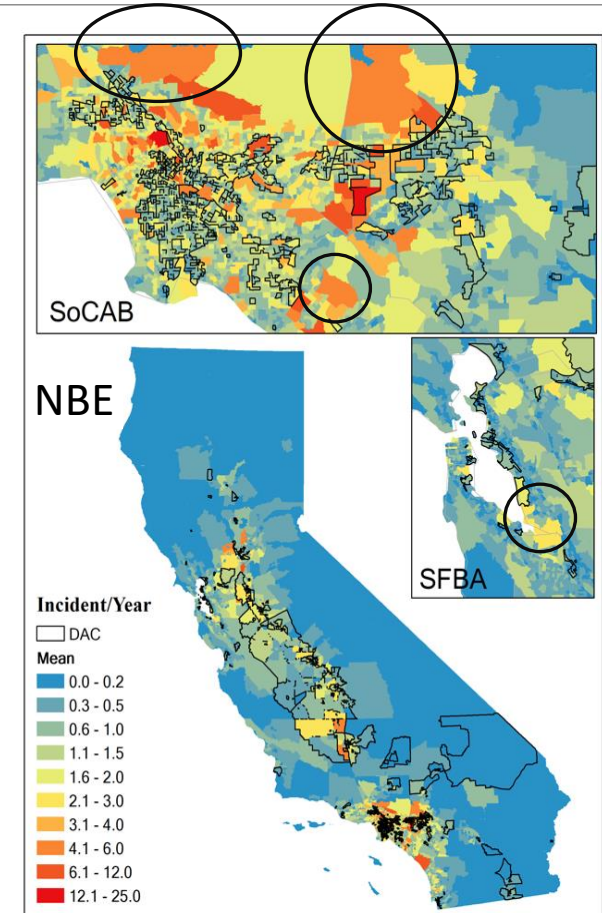 SoCAB
NBE
SFBA
Incident/Year
DAC
Mean
0.0 - 0.2
0.3 - 0.5
0.6 - 1.0
1.1 - 1.5
1.6 - 2.0
2.1 - 3.0
3.1 - 4.0
4.1 - 6.0
6.1 - 12.0
12.1 - 25.0